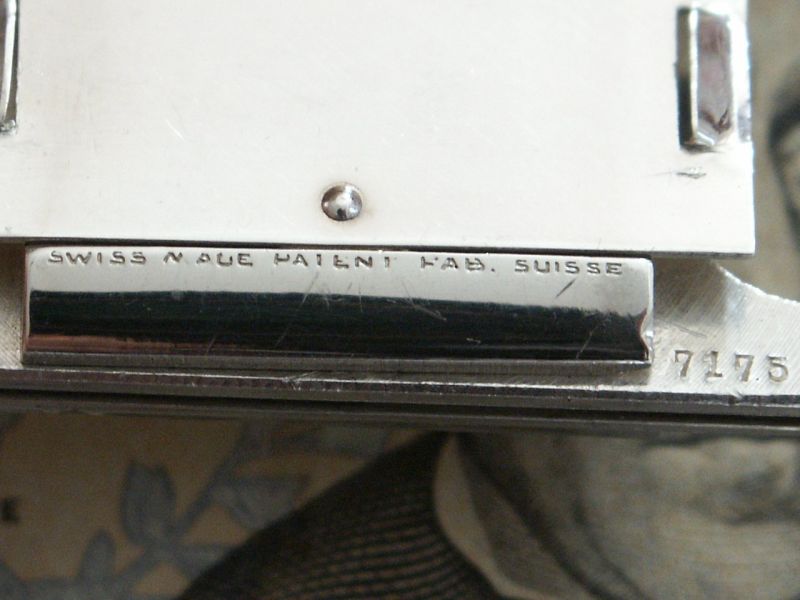 SWISS MADE PATENT FAB. SUISSE
7175